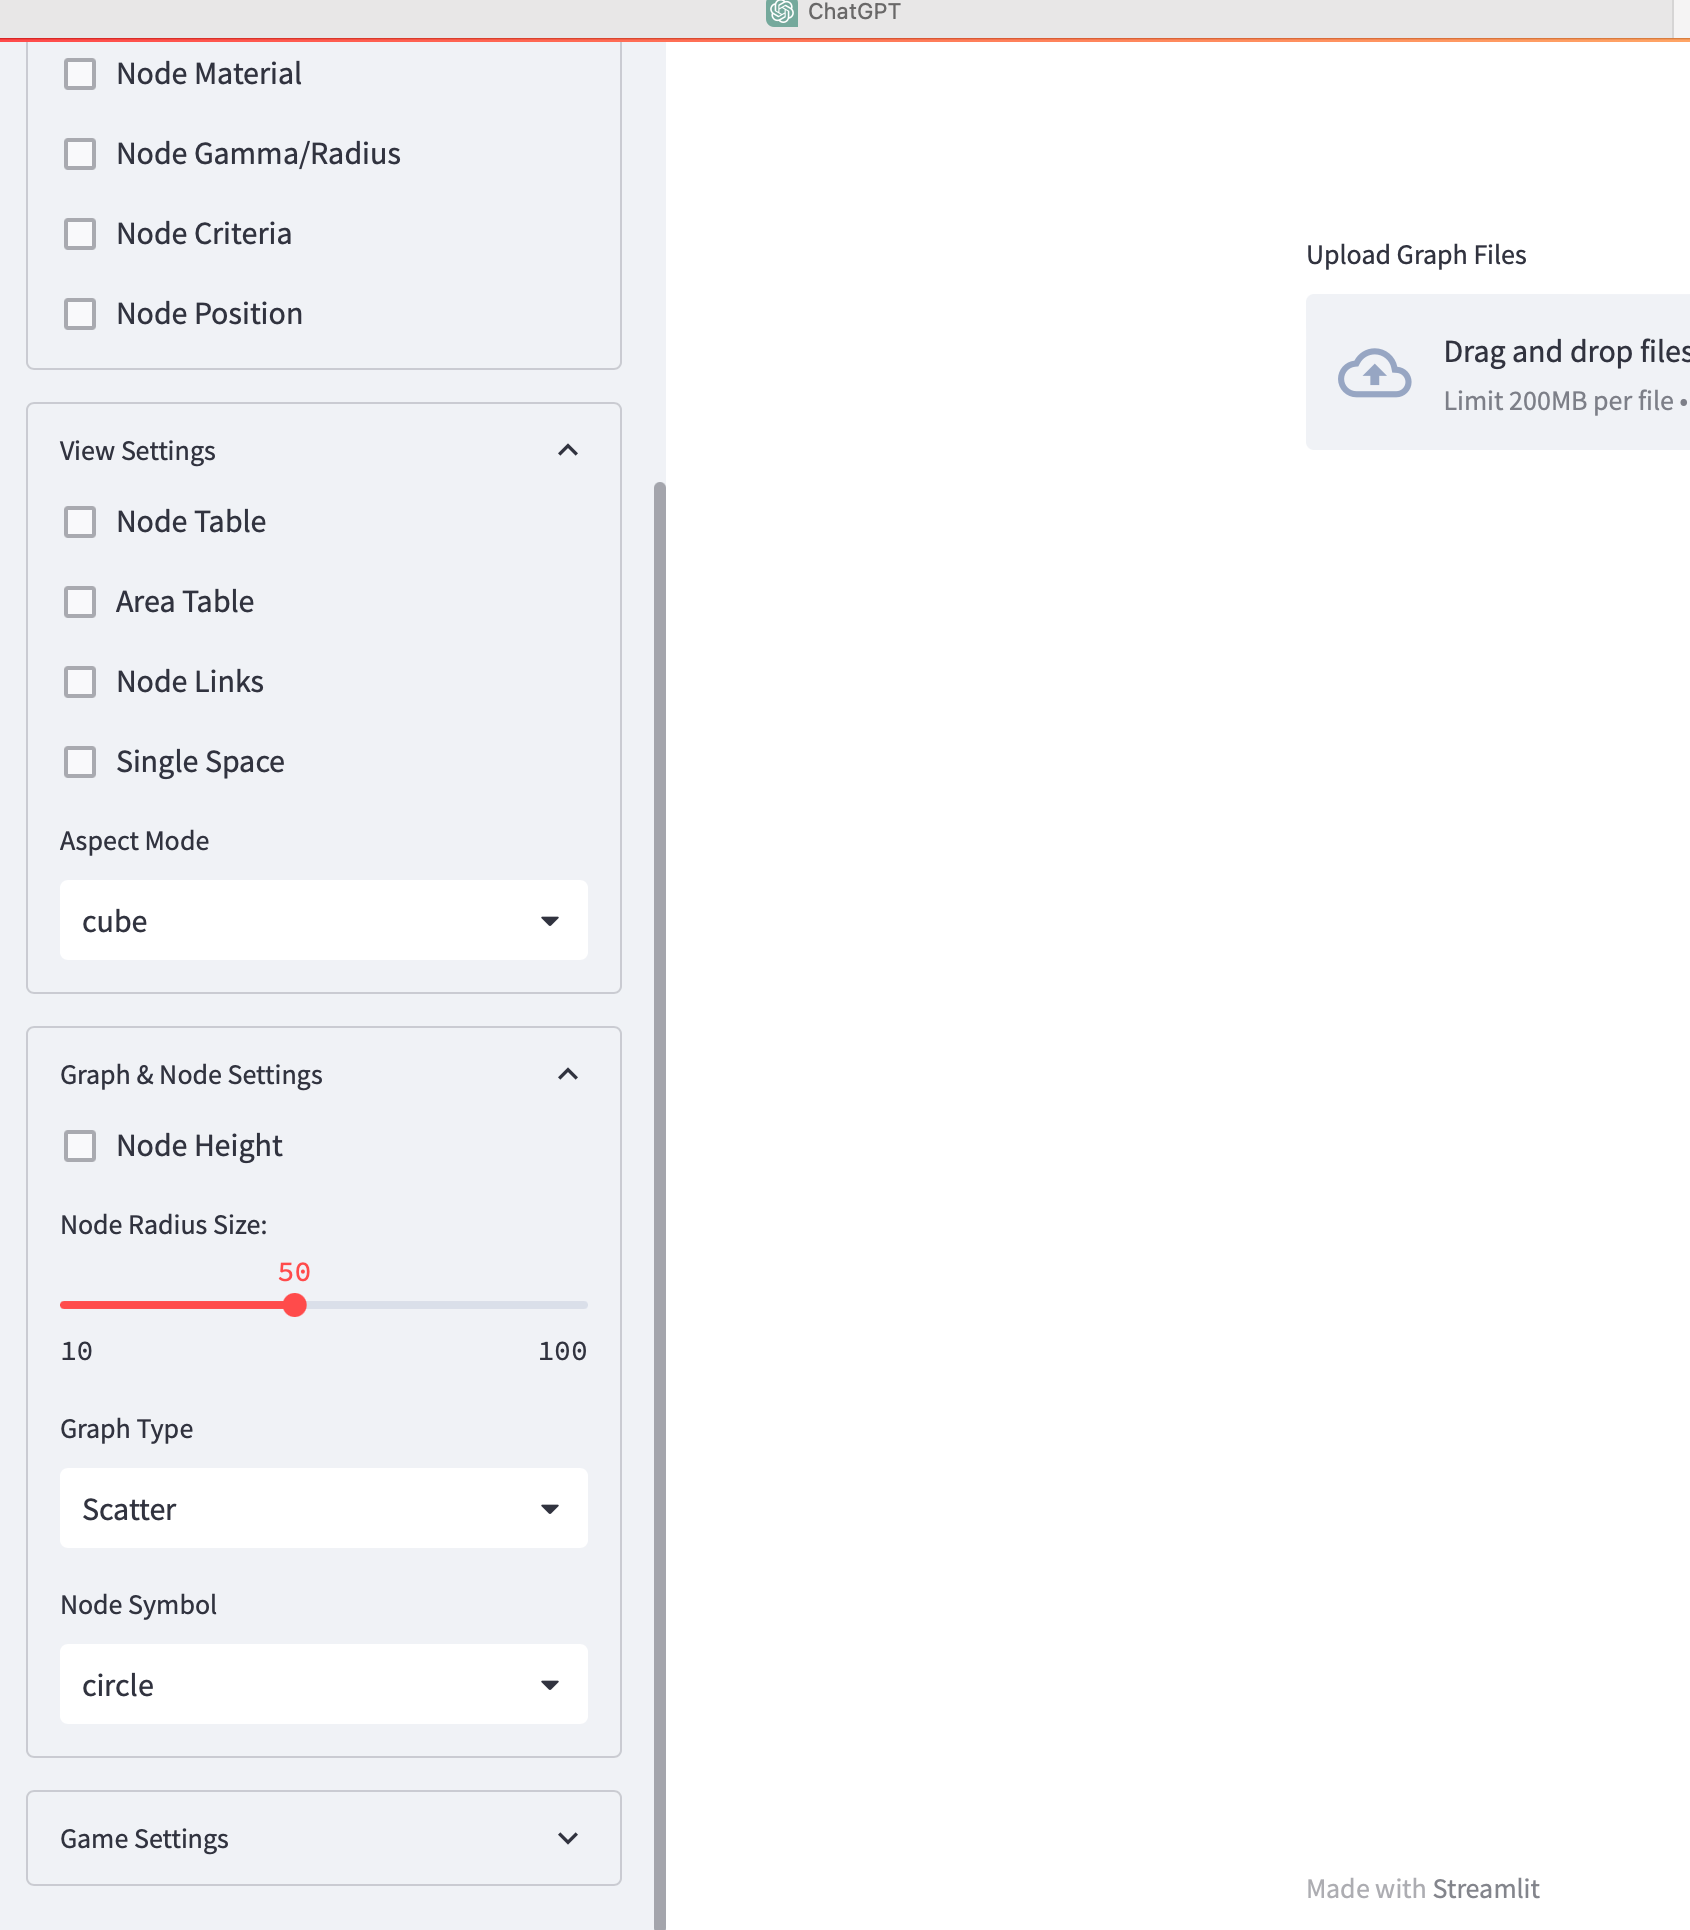 ChatGPT
Node Material
Node Gamma/Radius
Node Criteria
Node Position
View Settings
Node Table
Area Table
Node Links
Single Space
Aspect Mode
cube
Graph & Node Settings
Node Height
Node Radius Size:
50
10
100
Graph Type
Scatter
Node Symbol
circle
Game Settings
Upload Graph Files
Drag and drop files
Limit 200MB per file •
Made with Streamlit